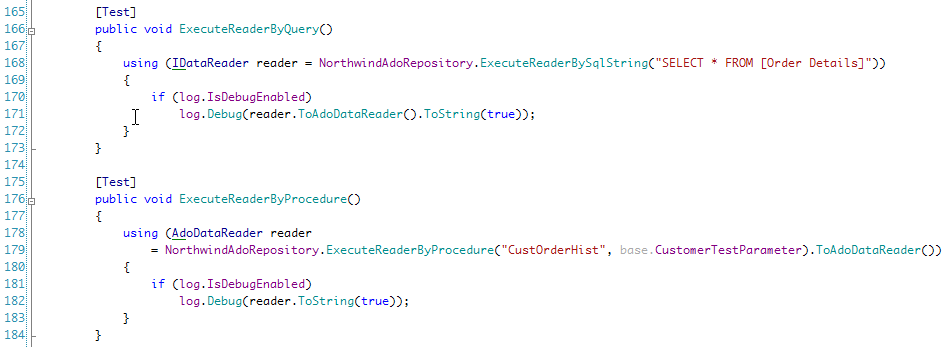 165 [Test]
166 public void ExecuteReaderByQuery()
167 {
168 using (IDataReader reader = NorthwindAdoRepository.ExecuteReaderBySqlString("SELECT * FROM [Order Details]"))
169 {
170 if (log.IsDebugEnabled)
171 log.Debug(reader.ToAdoDataReader().ToString(true));
172 }
173 }
174
175 [Test]
176 public void ExecuteReaderByProcedure()
177 {
178 using (AdoDataReader reader
179 = NorthwindAdoRepository.ExecuteReaderByProcedure("CustOrderHist", base.CustomerTestParameter).ToAdoDataReader())
180 {
181 if (log.IsDebugEnabled)
182 log.Debug(reader.ToString(true));
183 }
184 }